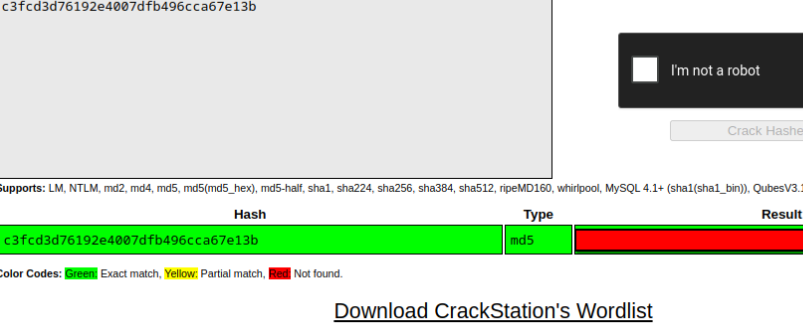 c3fcd3d76192e4007dfb496cca67e13b
I'm not a robot
Crack Hashe
Supports: LM, NTLM, md2, md4, md5, md5(md5_hex), md5-half, sha1, sha224, sha256, sha384, sha512, ripeMD160, whirlpool, MySQL 4.1+ (sha1(sha1_bin)), QubesV3.1
Hash Type Result
c3fcd3d76192e4007dfb496cca67e13b md5
Color Codes: Green: Exact match, Yellow: Partial match, Red: Not found.
Download CrackStation's Wordlist